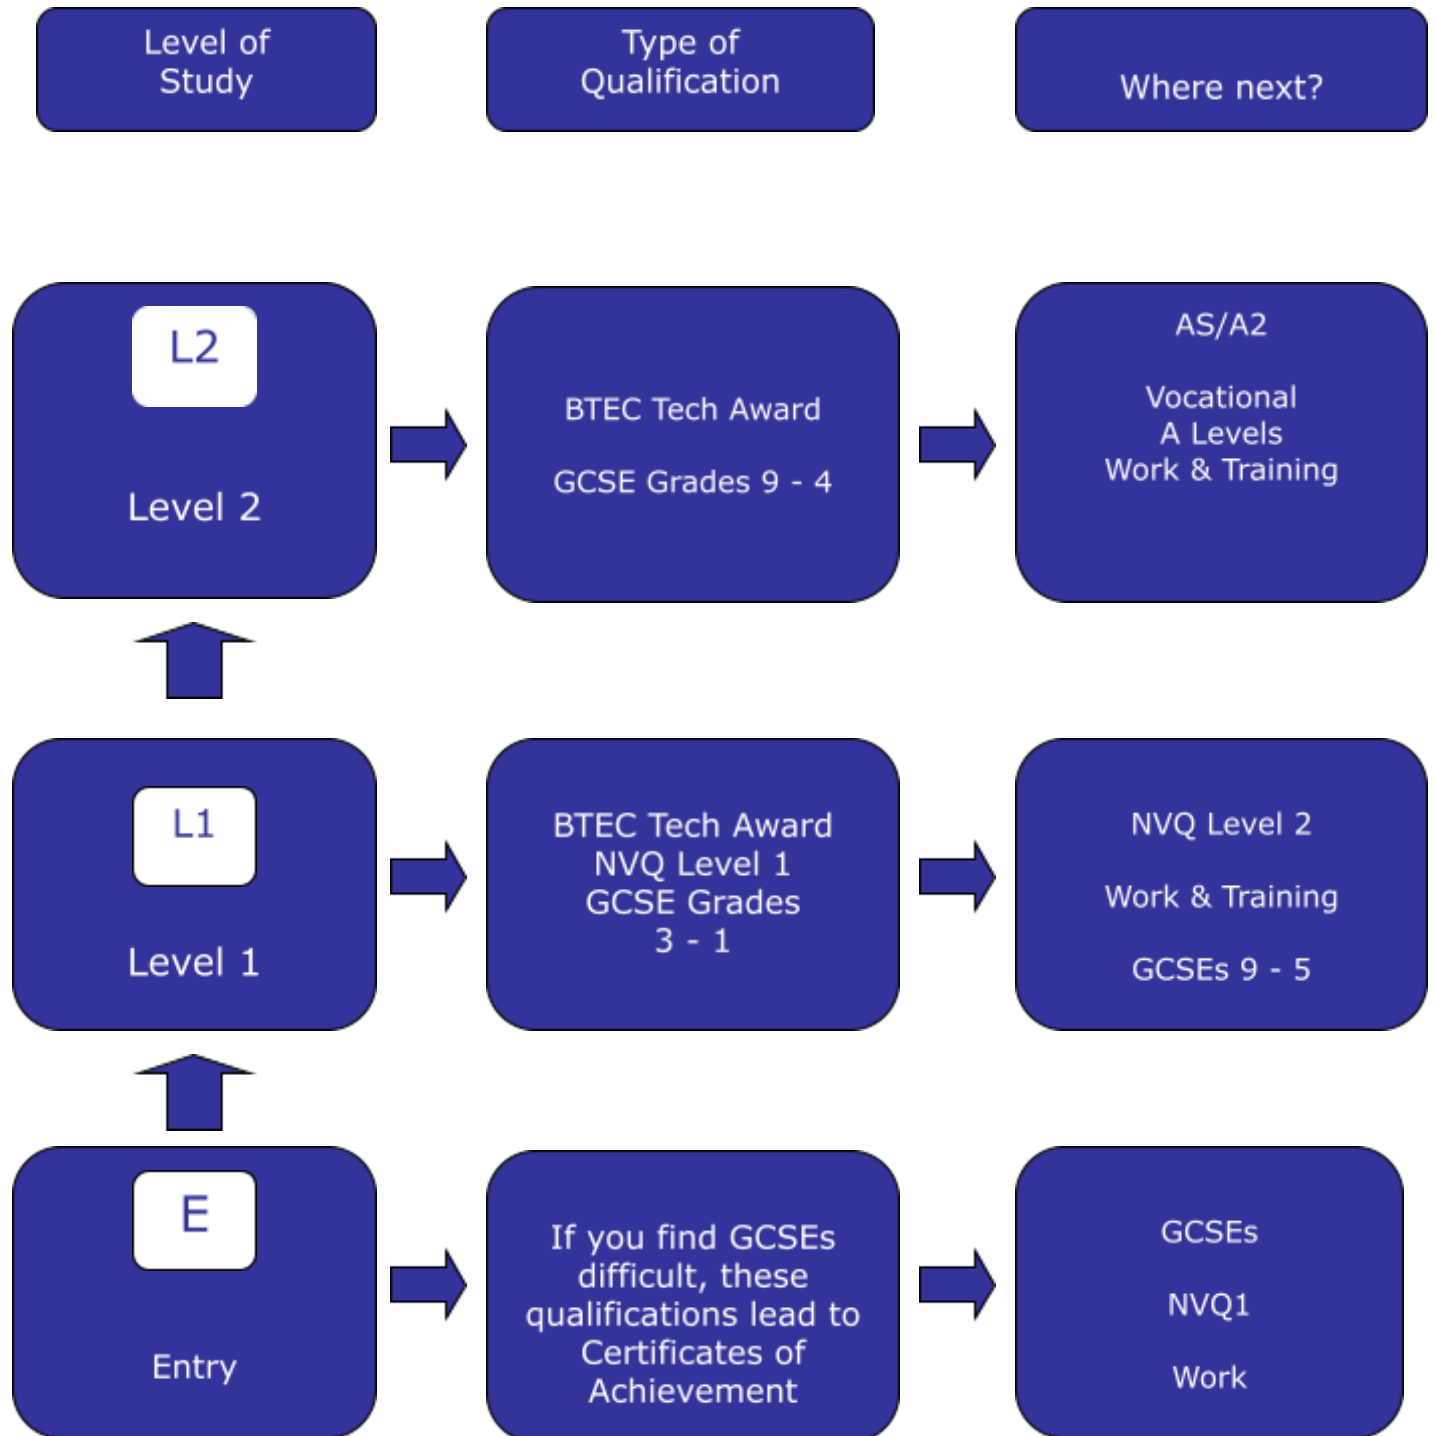 Level of
Study
Type of
Qualification
Where next?
L2
Level 2
BTEC Tech Award
GCSE Grades 9 - 4
AS/A2
Vocational
A Levels
Work & Training
L1
Level 1
BTEC Tech Award
NVQ Level 1
GCSE Grades
3 - 1
NVQ Level 2
Work & Training
GCSEs 9 - 5
E
Entry
If you find GCSEs
difficult, these
qualifications lead to
Certificates of
Achievement
GCSEs
NVQ1
Work